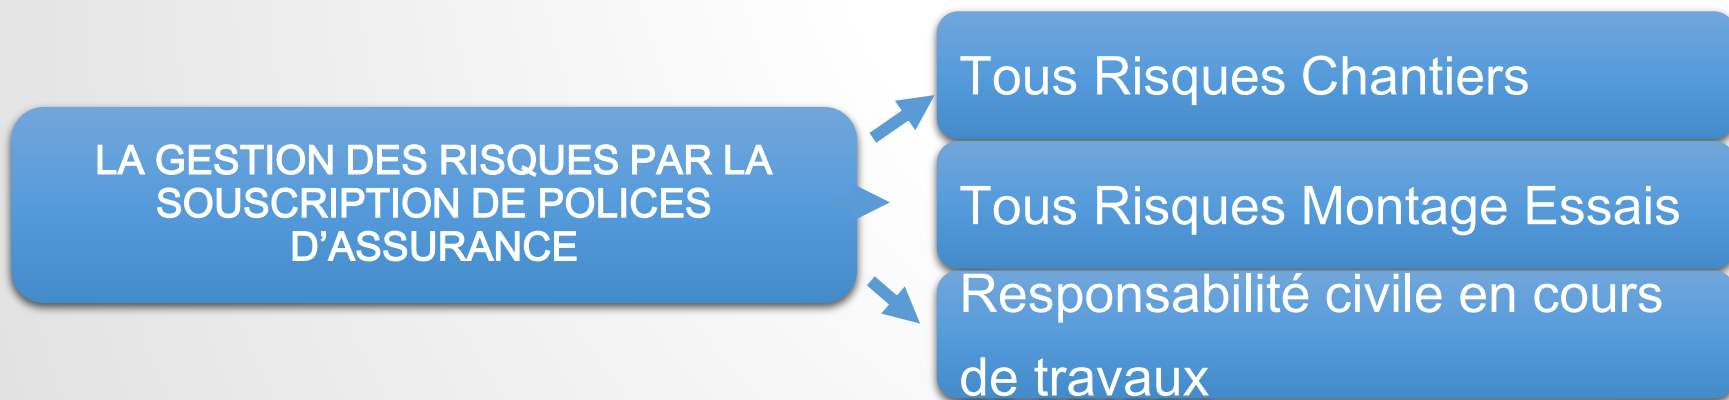 LA GESTION DES RISQUES PAR LA
SOUSCRIPTION DE POLICES
D’ASSURANCE
Tous Risques Chantiers
Tous Risques Montage Essais
Responsabilité civile en cours
de travaux